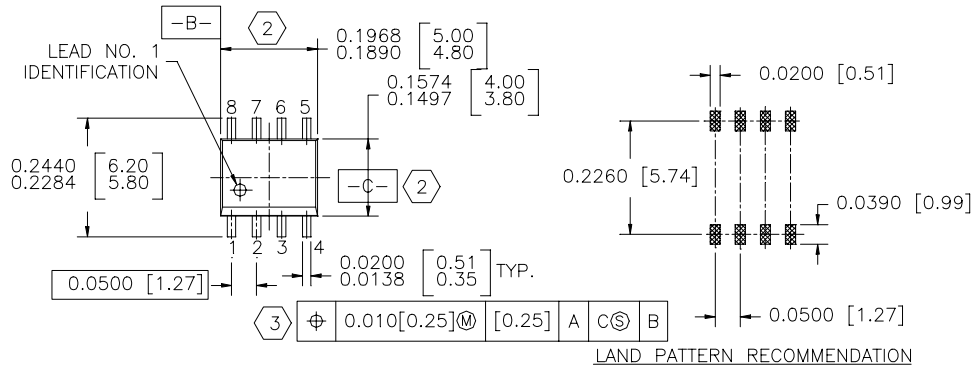 -B-
2
0.1968 [5.00]
0.1890 [4.80]
LEAD NO. 1
IDENTIFICATION
0.1574 [4.00]
0.1497 [3.80]
8 7 6 5
0.2440 [6.20]
0.2284 [5.80]
-C-
2
1 2 3 4
0.0500 [1.27]
0.0200 [0.51]
0.0138 [0.35]
TYP.
3
⌖ 0.010[0.25]Ⓜ [0.25] A CⓈ B
0.0200 [0.51]
0.2260 [5.74]
0.0390 [0.99]
0.0500 [1.27]
LAND PATTERN RECOMMENDATION